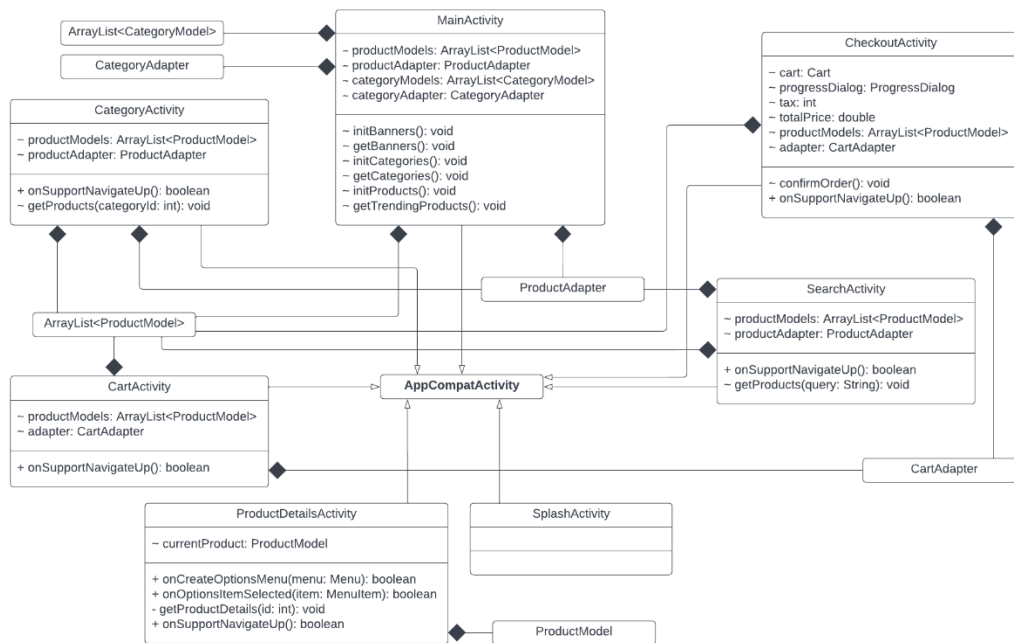 ArrayList<CategoryModel>
CategoryAdapter
MainActivity
~ productModels: ArrayList<ProductModel>
~ productAdapter: ProductAdapter
~ categoryModels: ArrayList<CategoryModel>
~ categoryAdapter: CategoryAdapter
~ initBanners(): void
~ getBanners(): void
~ initCategories(): void
~ getCategories(): void
~ initProducts(): void
~ getTrendingProducts(): void
CheckoutActivity
~ cart: Cart
~ progressDialog: ProgressDialog
~ tax: int
~ totalPrice: double
~ productModels: ArrayList<ProductModel>
~ adapter: CartAdapter
~ confirmOrder(): void
+ onSupportNavigateUp(): boolean
CategoryActivity
~ productModels: ArrayList<ProductModel>
~ productAdapter: ProductAdapter
+ onSupportNavigateUp(): boolean
~ getProducts(categoryId: int): void
ProductAdapter
ArrayList<ProductModel>
SearchActivity
~ productModels: ArrayList<ProductModel>
~ productAdapter: ProductAdapter
+ onSupportNavigateUp(): boolean
~ getProducts(query: String): void
CartActivity
~ productModels: ArrayList<ProductModel>
~ adapter: CartAdapter
+ onSupportNavigateUp(): boolean
AppCompatActivity
CartAdapter
ProductDetailsActivity
~ currentProduct: ProductModel
+ onCreateOptionsMenu(menu: Menu): boolean
+ onOptionsItemSelected(item: MenuItem): boolean
- getProductDetails(id: int): void
+ onSupportNavigateUp(): boolean
SplashActivity
ProductModel